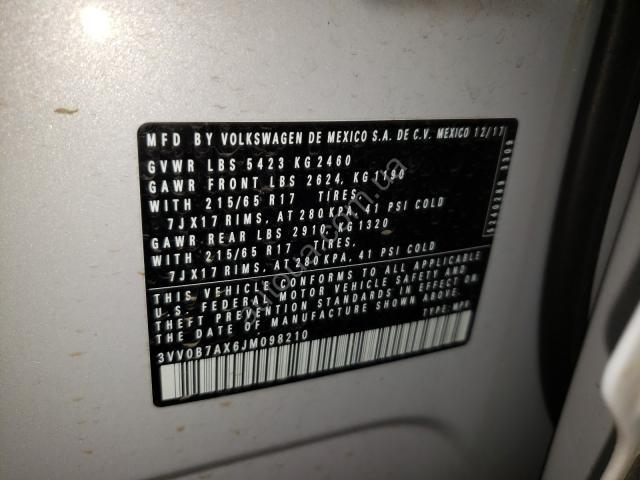 MFD BY VOLKSWAGEN DE MEXICO S.A. DE C.V. MEXICO 12/17
GVWR LBS 5423 KG 2460
GAWR FRONT LBS 2624, KG 1190
WITH 215/65 R17 TIRES,
7JX17 RIMS, AT 280 KPA, 41 PSI COLD
GAWR REAR LBS 2910, KG 1320
WITH 215/65 R17 TIRES,
7JX17 RIMS, AT 280 KPA, 41 PSI COLD
THIS VEHICLE CONFORMS TO ALL APPLICABLE
U.S. FEDERAL MOTOR VEHICLE SAFETY AND
THEFT PREVENTION STANDARDS IN EFFECT ON
THE DATE OF MANUFACTURE SHOWN ABOVE.
3VV0B7AX6JM098210
TYPE: MPV